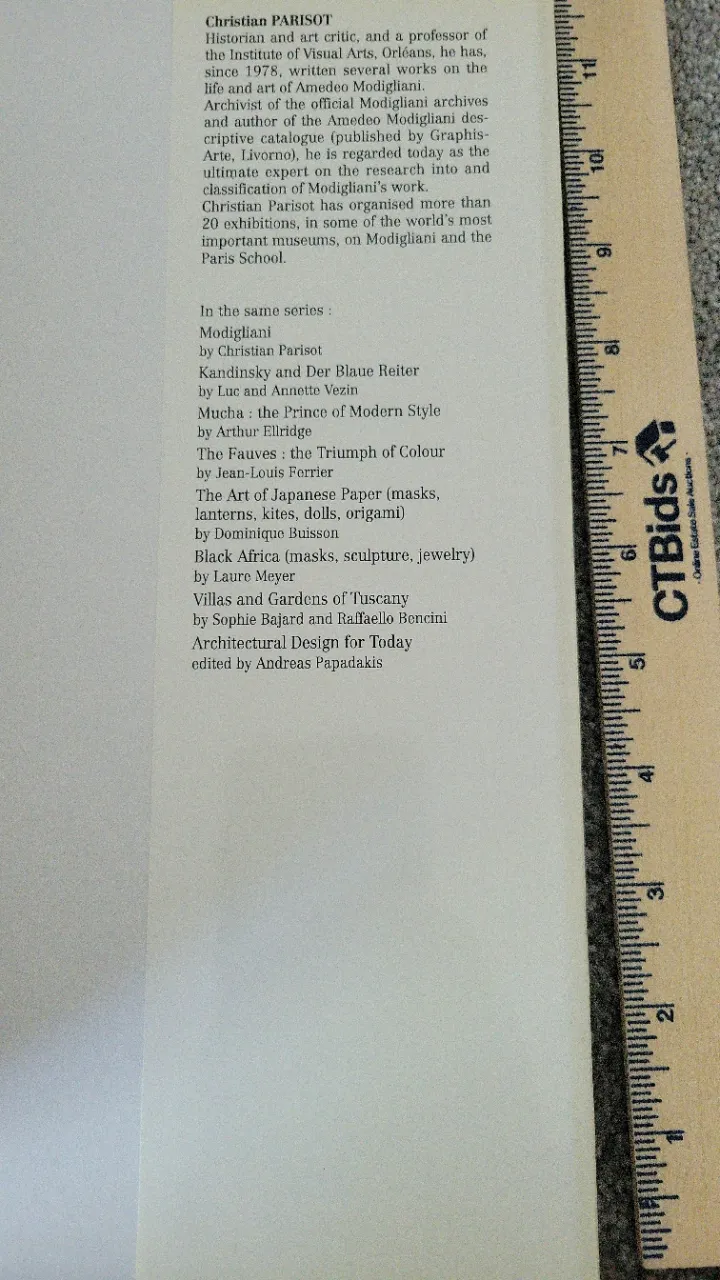 Christian PARISOT
Historian and art critic, and a professor of
the Institute of Visual Arts, Orléans, he has,
since 1978, written several works on the
life and art of Amedeo Modigliani.
Archivist of the official Modigliani archives
and author of the Amedeo Modigliani des-
criptive catalogue (published by Graphis-
Arte, Livorno), he is regarded today as the
ultimate expert on the research into and
classification of Modigliani's work.
Christian Parisot has organised more than
20 exhibitions, in some of the world's most
important museums, on Modigliani and the
Paris School.
In the same series :
Modigliani
by Christian Parisot
Kandinsky and Der Blaue Reiter
by Luc and Annette Vezin
Mucha : the Prince of Modern Style
by Arthur Ellridge
The Fauves : the Triumph of Colour
by Jean-Louis Ferrier
The Art of Japanese Paper (masks,
lanterns, kites, dolls, origami)
by Dominique Buisson
Black Africa (masks, sculpture, jewelry)
by Laure Meyer
Villas and Gardens of Tuscany
by Sophie Bajard and Raffaello Bencini
Architectural Design for Today
edited by Andreas Papadakis
11
10
9
8
7
6
5
4
3
2
1
CTBids
- Online Estate Sale Auctions -